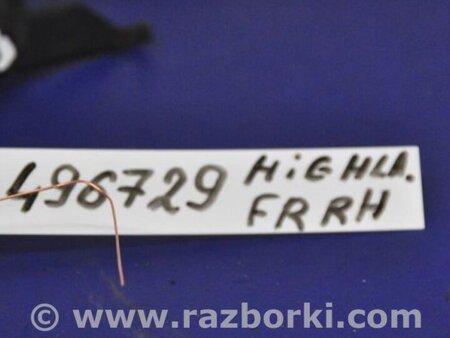 496729 HiGHLA.
FR RH
© www.razborki.com